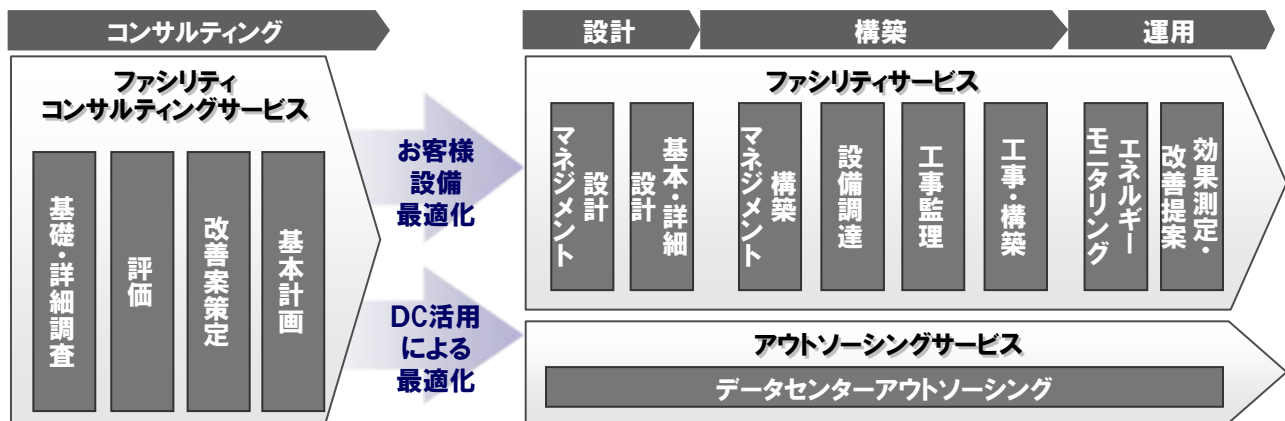 コンサルティング
設計
構築
運用
ファシリティ
コンサルティングサービス
基礎・詳細調査
評価
改善案策定
基本計画
お客様
設備
最適化
DC活用
による
最適化
ファシリティサービス
設計
マネジメント
基本・詳細
設計
構築
マネジメント
設備調達
工事監理
工事・構築
エネルギー
モニタリング
効果測定・
改善提案
アウトソーシングサービス
データセンターアウトソーシング